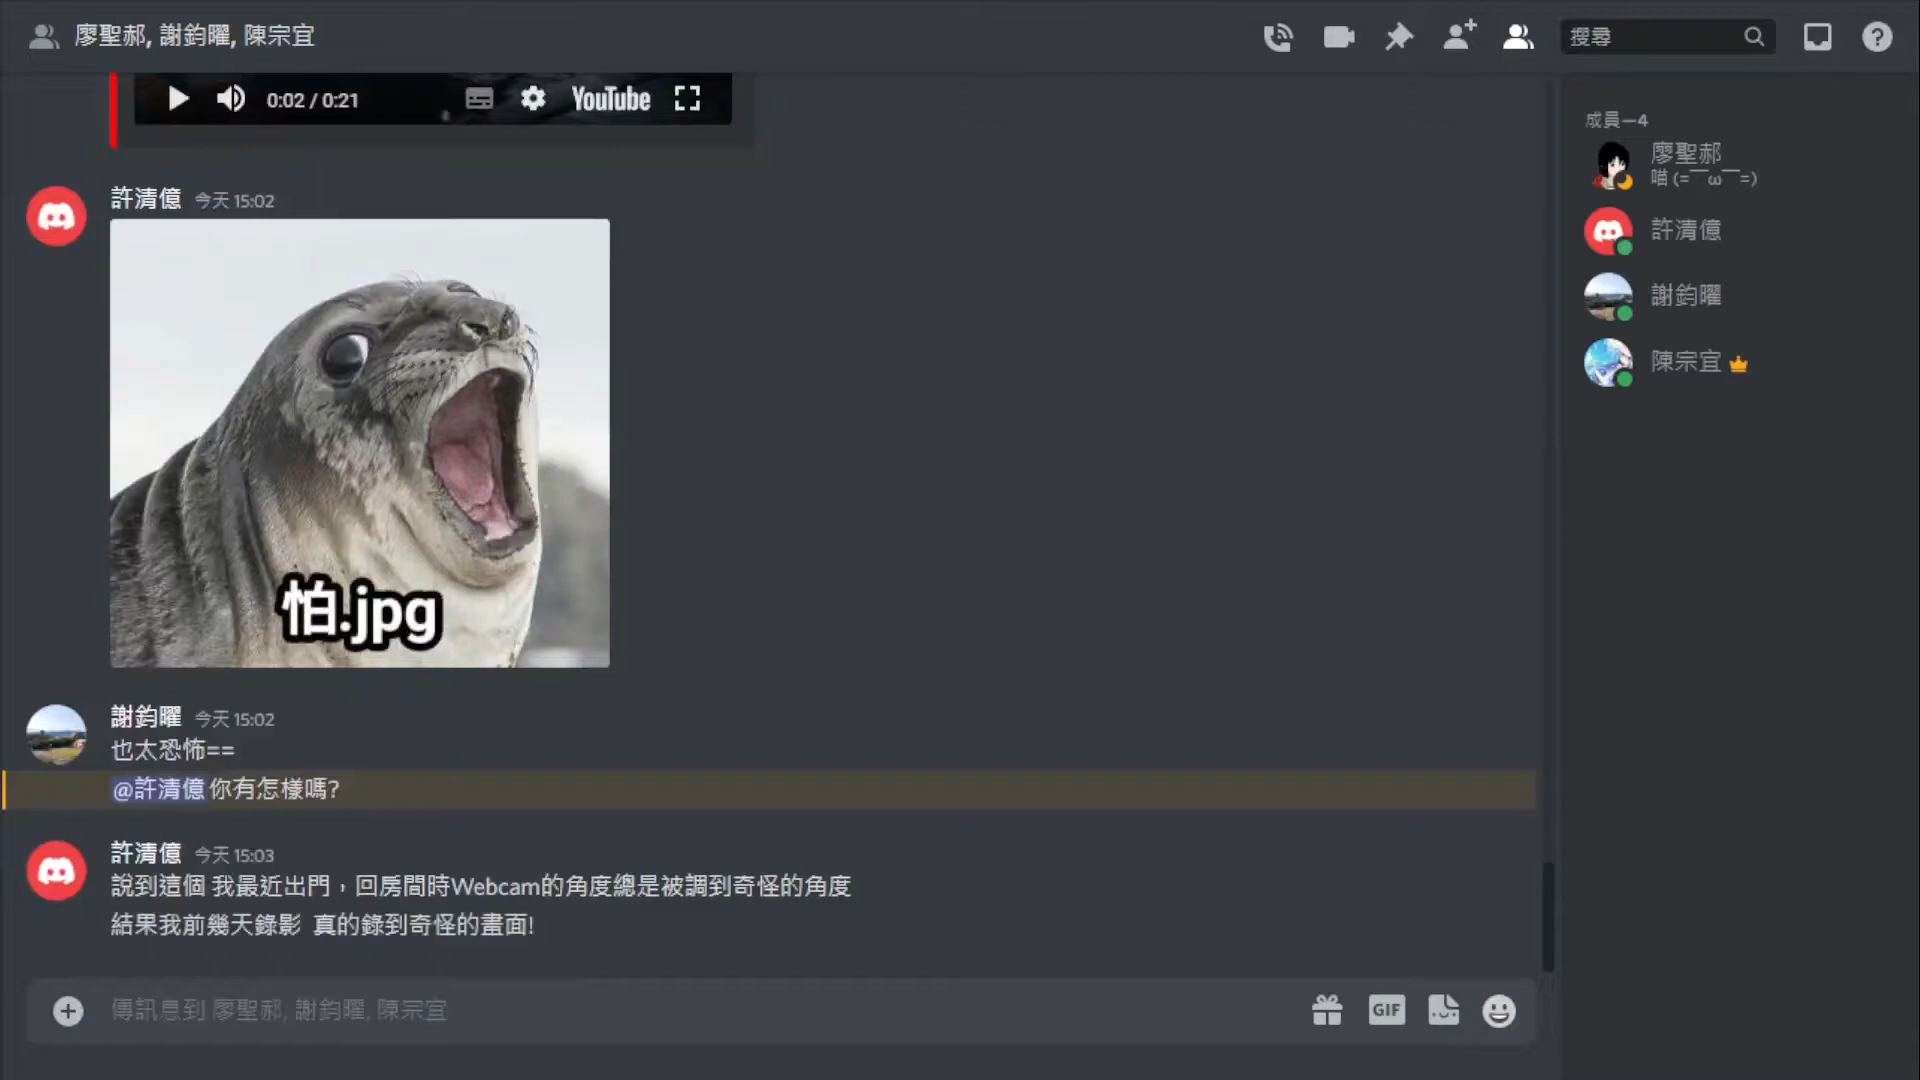 廖聖郝, 謝鈞曜, 陳宗宜
搜尋
0:02 / 0:21
YouTube
許清億 今天 15:02
怕.jpg
謝鈞曜 今天 15:02
也太恐怖==
@許清億 你有怎樣嗎?
許清億 今天 15:03
說到這個 我最近出門，回房間時Webcam的角度總是被調到奇怪的角度
結果我前幾天錄影 真的錄到奇怪的畫面!
傳訊息到 廖聖郝, 謝鈞曜, 陳宗宜
GIF
成員—4
廖聖郝
喵 (=￣ω￣=)
許清億
謝鈞曜
陳宗宜